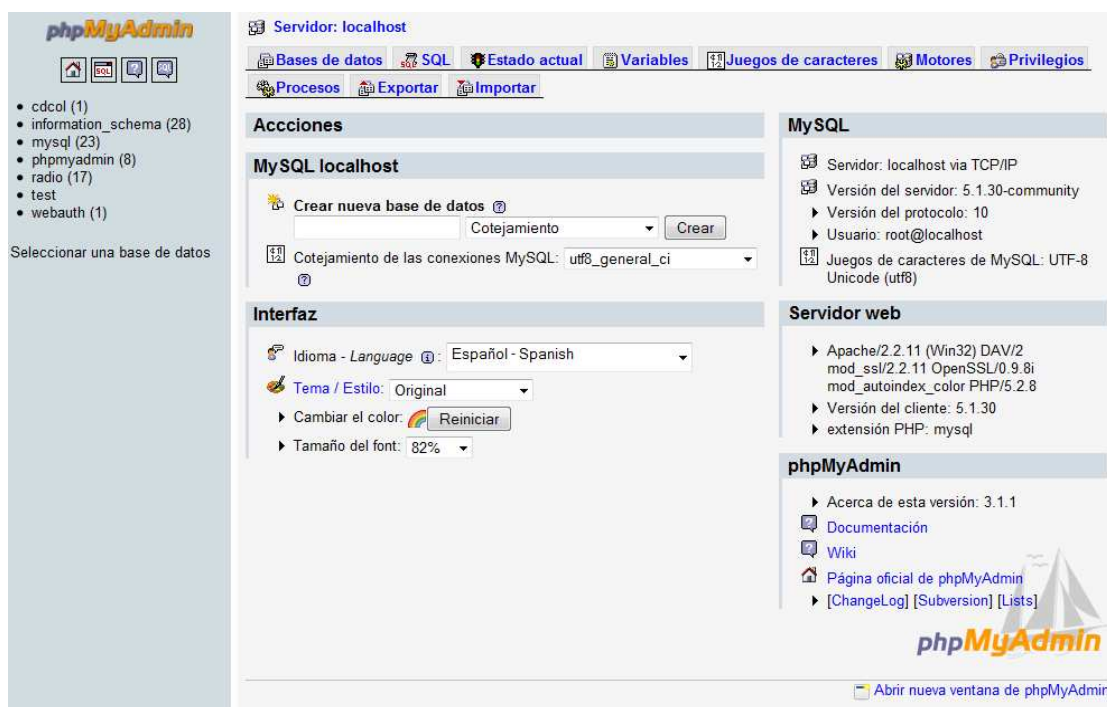 phpMyAdmin
SQL
cdcol (1)
information_schema (28)
mysql (23)
phpmyadmin (8)
radio (17)
test
webauth (1)
Seleccionar una base de datos
Servidor: localhost
Bases de datos SQL Estado actual Variables Juegos de caracteres Motores Privilegios
Procesos Exportar Importar
Accciones
MySQL localhost
Crear nueva base de datos
Cotejamiento Crear
Cotejamiento de las conexiones MySQL: utf8_general_ci
Interfaz
Idioma - Language : Español - Spanish
Tema / Estilo: Original
Cambiar el color: Reiniciar
Tamaño del font: 82%
MySQL
Servidor: localhost via TCP/IP
Versión del servidor: 5.1.30-community
Versión del protocolo: 10
Usuario: root@localhost
Juegos de caracteres de MySQL: UTF-8
Unicode (utf8)
Servidor web
Apache/2.2.11 (Win32) DAV/2
mod_ssl/2.2.11 OpenSSL/0.9.8i
mod_autoindex_color PHP/5.2.8
Versión del cliente: 5.1.30
extensión PHP: mysql
phpMyAdmin
Acerca de esta versión: 3.1.1
Documentación
Wiki
Página oficial de phpMyAdmin
[ChangeLog] [Subversion] [Lists]
phpMyAdmin
Abrir nueva ventana de phpMyAdmin